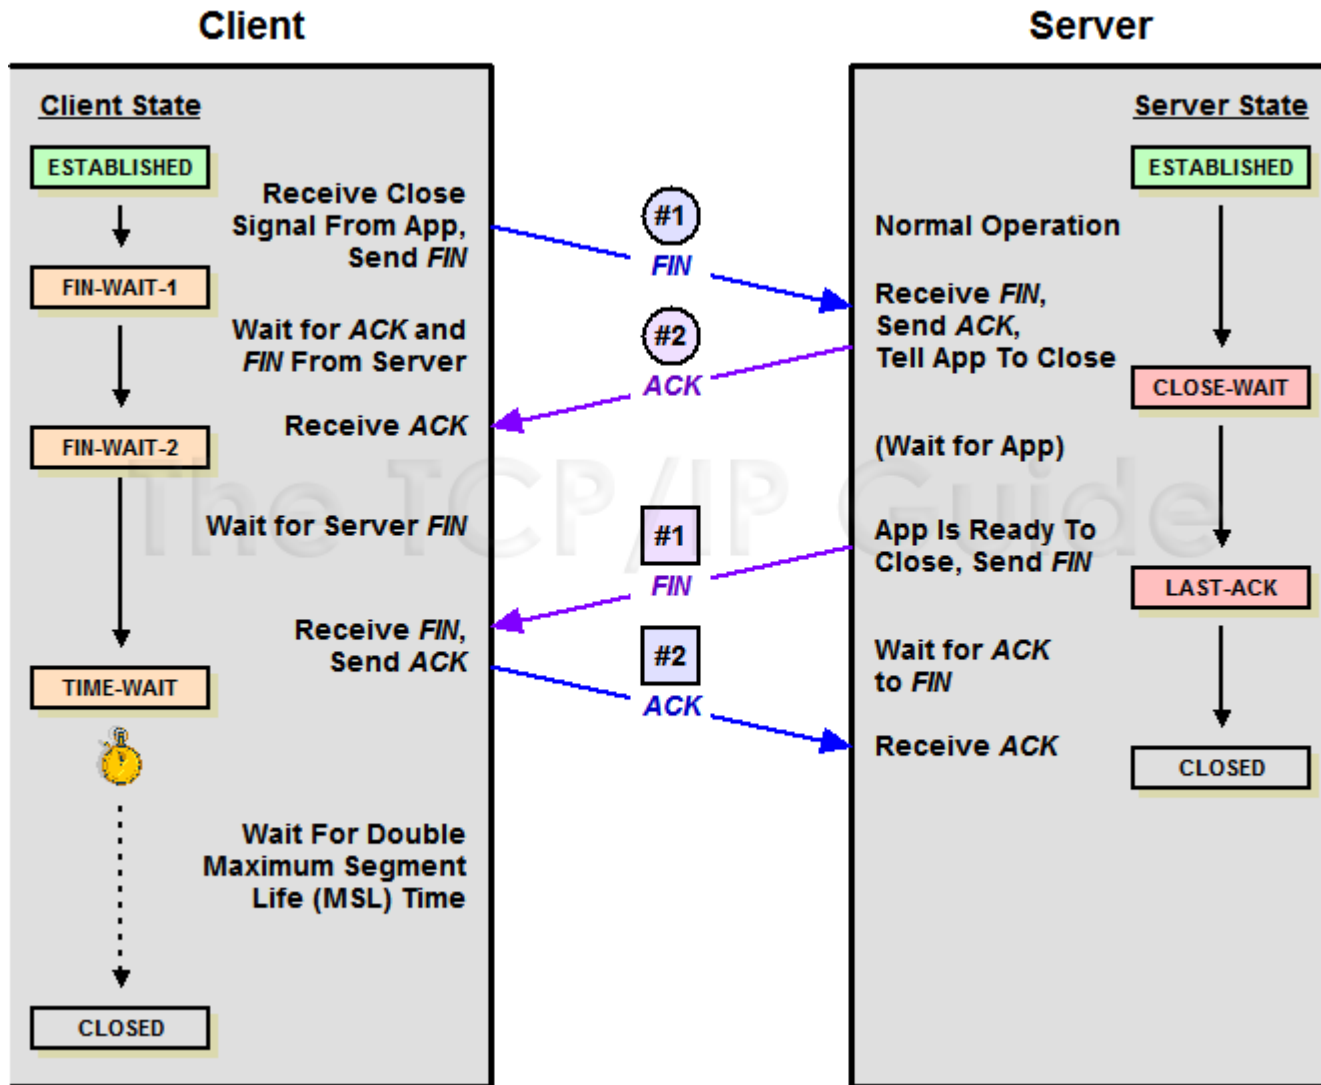 Client
Server
Client State
ESTABLISHED
Receive Close
Signal From App,
Send FIN
FIN-WAIT-1
Wait for ACK and
FIN From Server
Receive ACK
FIN-WAIT-2
Wait for Server FIN
Receive FIN,
Send ACK
TIME-WAIT
Wait For Double
Maximum Segment
Life (MSL) Time
CLOSED
#1
FIN
#2
ACK
#1
FIN
#2
ACK
Server State
ESTABLISHED
Normal Operation
Receive FIN,
Send ACK,
Tell App To Close
CLOSE-WAIT
(Wait for App)
App Is Ready To
Close, Send FIN
LAST-ACK
Wait for ACK
to FIN
Receive ACK
CLOSED
The TCP/IP Guide